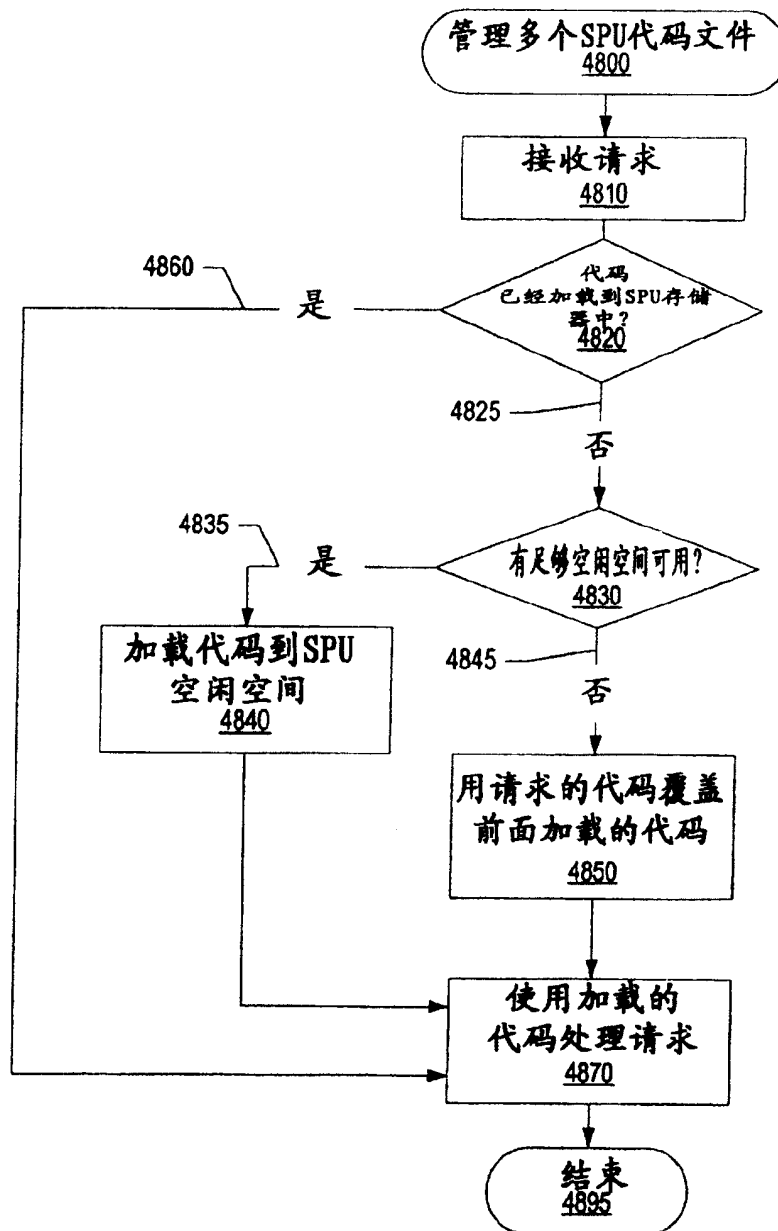 管理多个SPU代码文件
4800
接收请求
4810
4860
是
代码
已经加载到SPU存储
器中?
4820
4825
否
4835
是
有足够空闲空间可用?
4830
加载代码到SPU
空闲空间
4840
4845
否
用请求的代码覆盖
前面加载的代码
4850
使用加载的
代码处理请求
4870
结束
4895